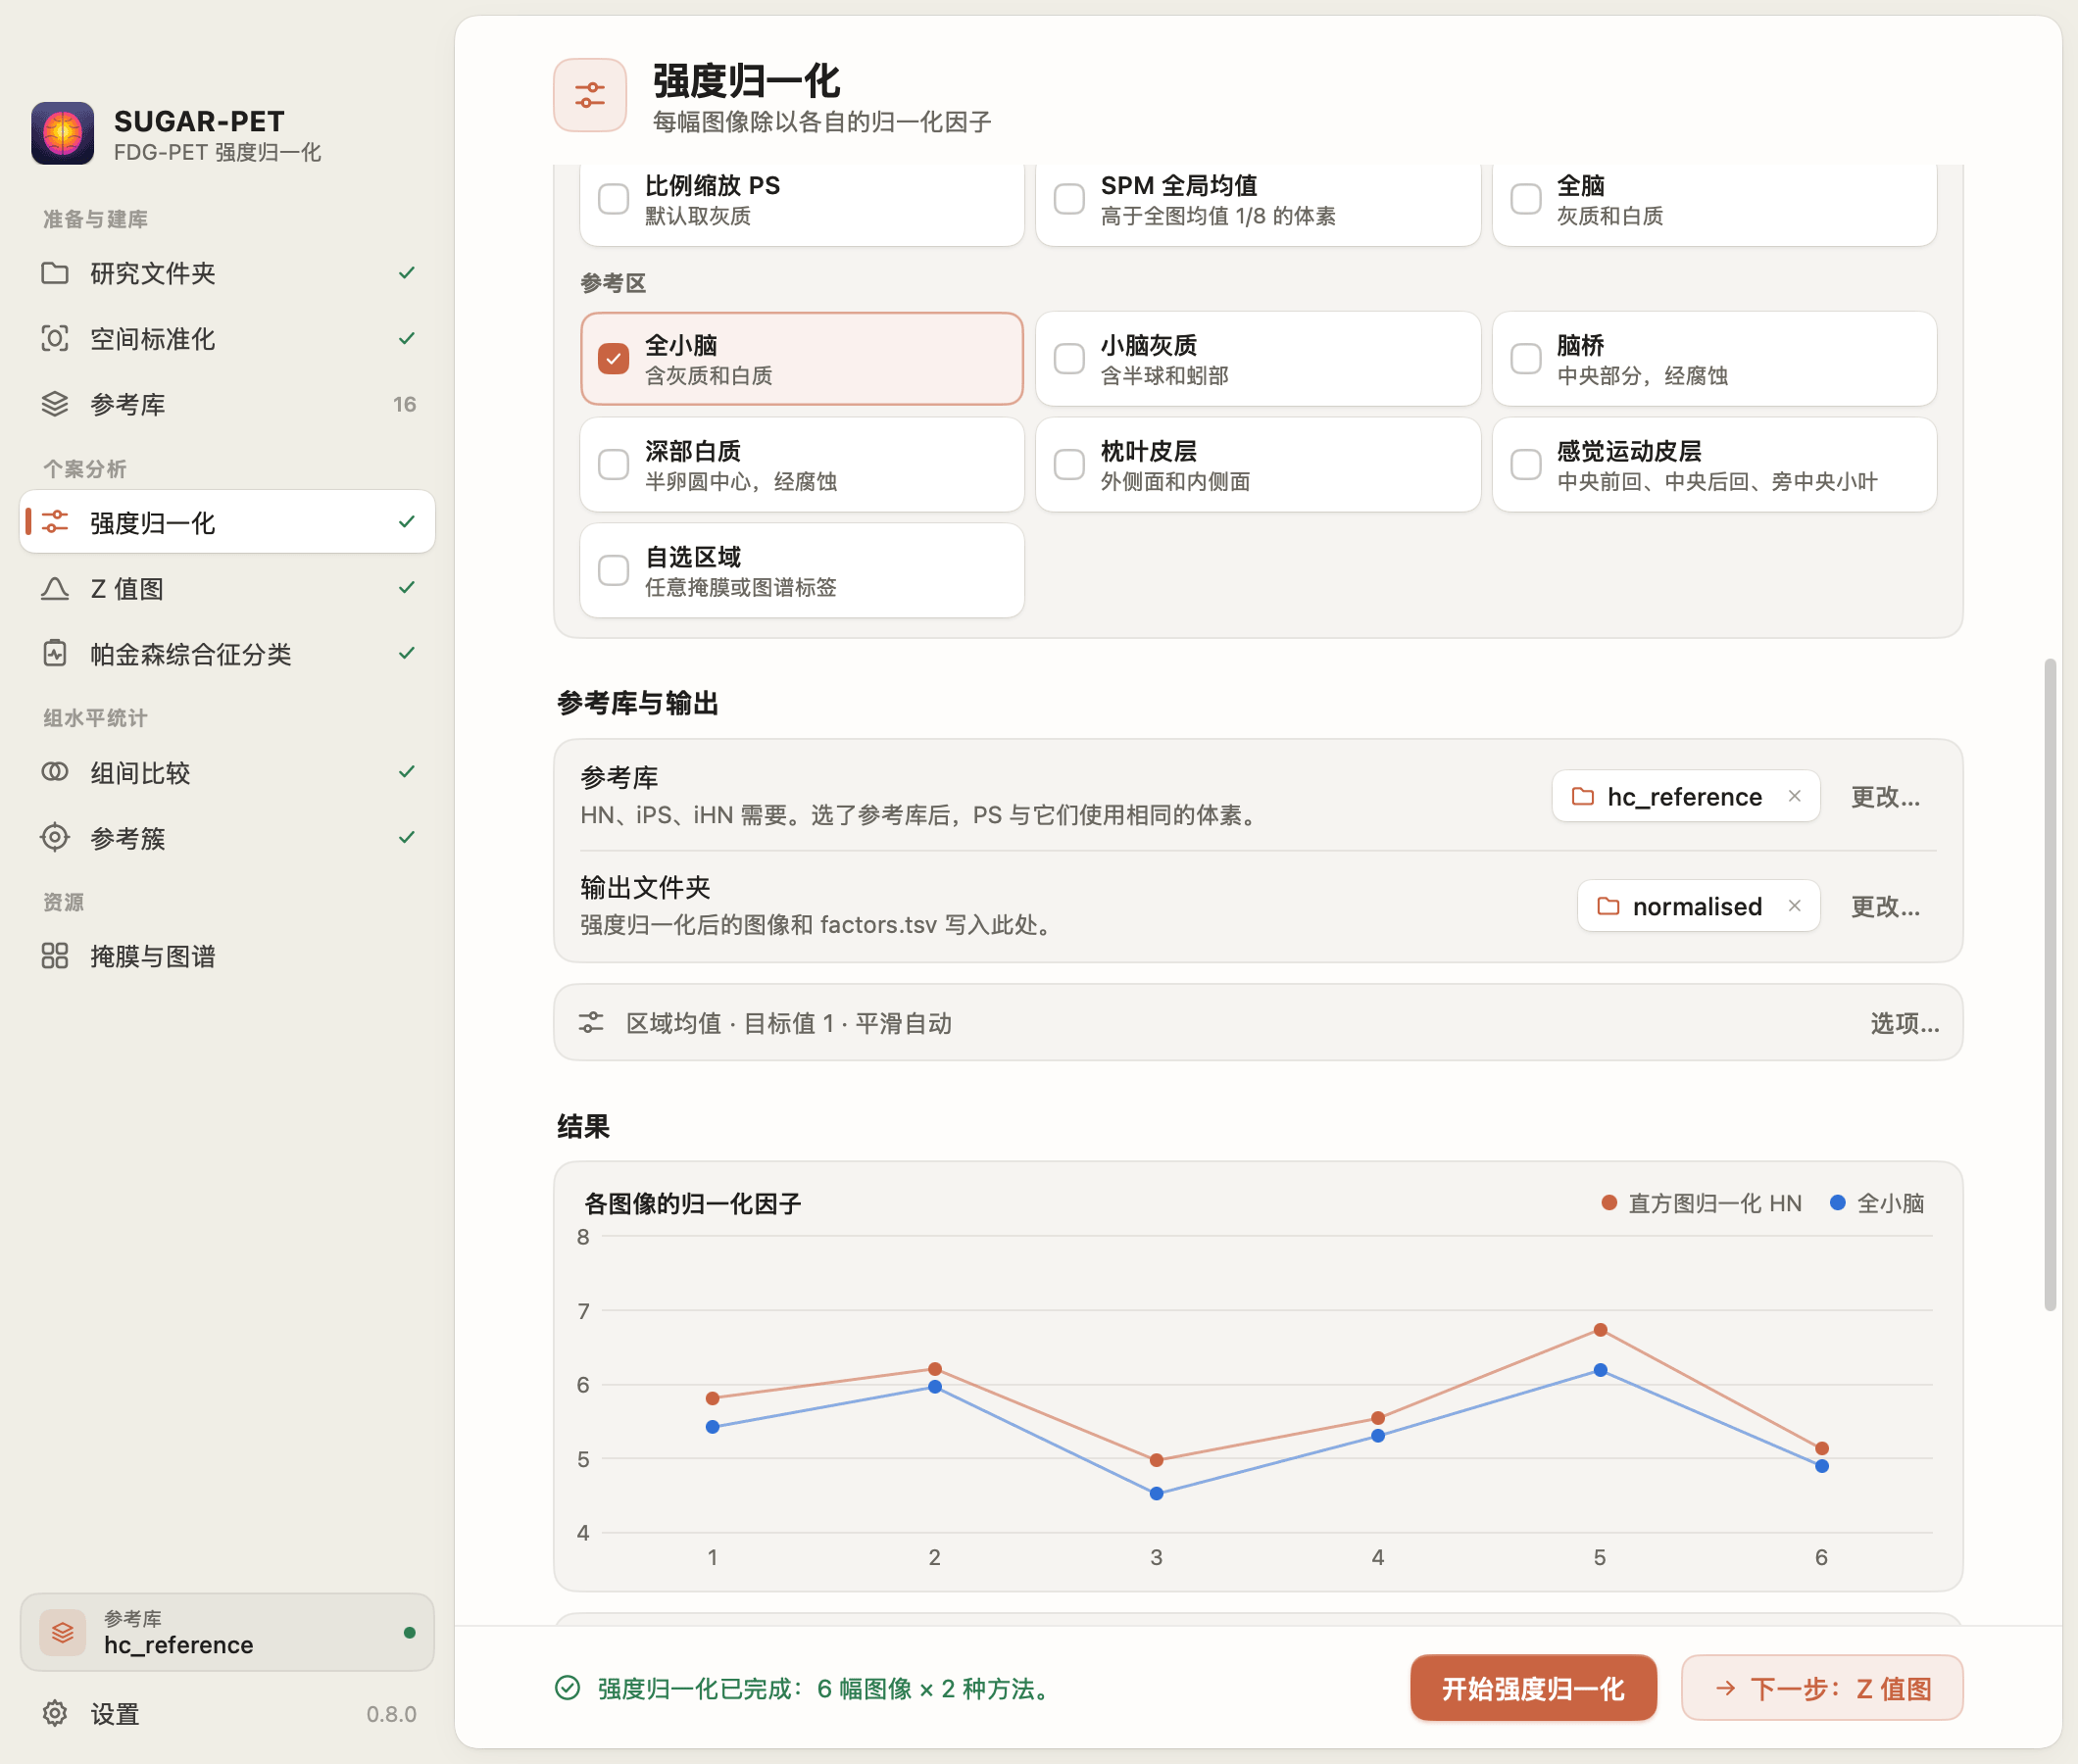 SUGAR-PET
FDG-PET 强度归一化
准备与建库
研究文件夹
空间标准化
参考库 16
个案分析
强度归一化
Z 值图
帕金森综合征分类
组水平统计
组间比较
参考簇
资源
掩膜与图谱
参考库
hc_reference
设置 0.8.0
强度归一化
每幅图像除以各自的归一化因子
比例缩放 PS
默认取灰质
SPM 全局均值
高于全图均值 1/8 的体素
全脑
灰质和白质
参考区
全小脑
含灰质和白质
小脑灰质
含半球和蚓部
脑桥
中央部分，经腐蚀
深部白质
半卵圆中心，经腐蚀
枕叶皮层
外侧面和内侧面
感觉运动皮层
中央前回、中央后回、旁中央小叶
自选区域
任意掩膜或图谱标签
参考库与输出
参考库
HN、iPS、iHN 需要。选了参考库后，PS 与它们使用相同的体素。
hc_reference × 更改...
输出文件夹
强度归一化后的图像和 factors.tsv 写入此处。
normalised × 更改...
区域均值 · 目标值 1 · 平滑自动 选项...
结果
各图像的归一化因子
直方图归一化 HN 全小脑
8
7
6
5
4
1 2 3 4 5 6
强度归一化已完成：6 幅图像 × 2 种方法。
开始强度归一化
→ 下一步：Z 值图